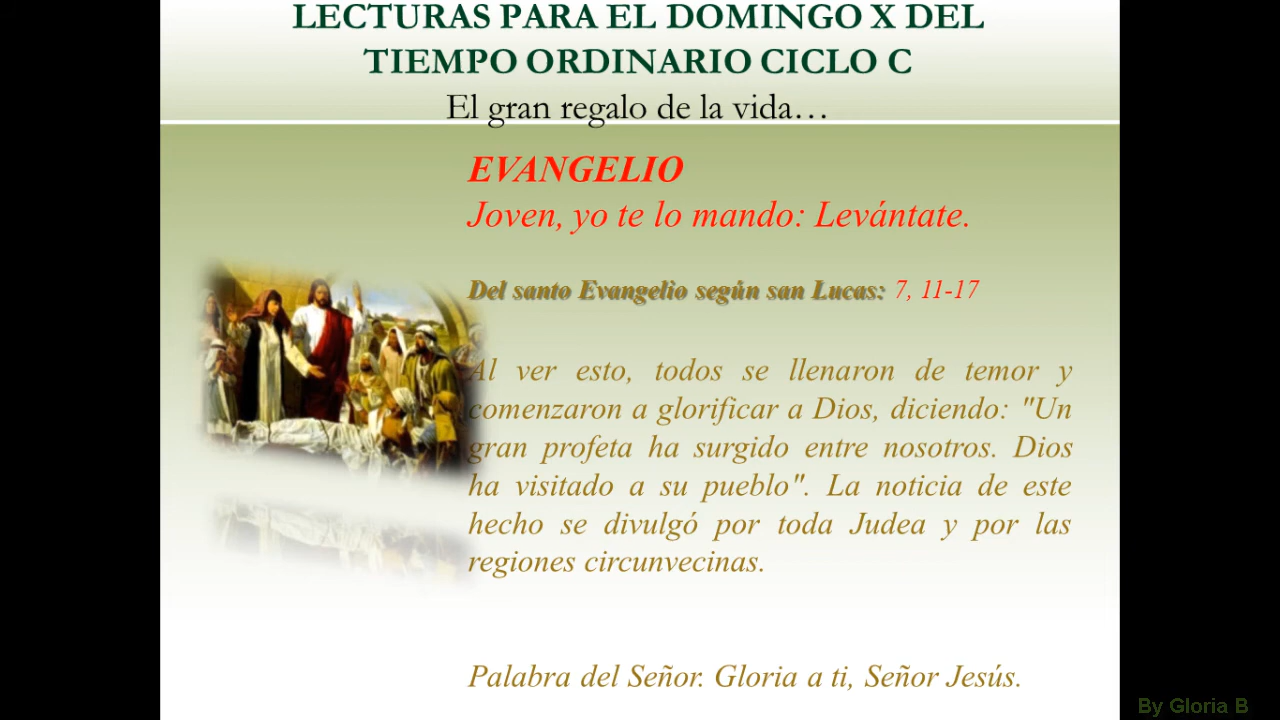 LECTURAS PARA EL DOMINGO X DEL
TIEMPO ORDINARIO CICLO C
El gran regalo de la vida…
EVANGELIO
Joven, yo te lo mando: Levántate.
Del santo Evangelio según san Lucas: 7, 11-17
Al ver esto, todos se llenaron de temor y
comenzaron a glorificar a Dios, diciendo: "Un
gran profeta ha surgido entre nosotros. Dios
ha visitado a su pueblo". La noticia de este
hecho se divulgó por toda Judea y por las
regiones circunvecinas.
Palabra del Señor. Gloria a ti, Señor Jesús.
By Gloria B